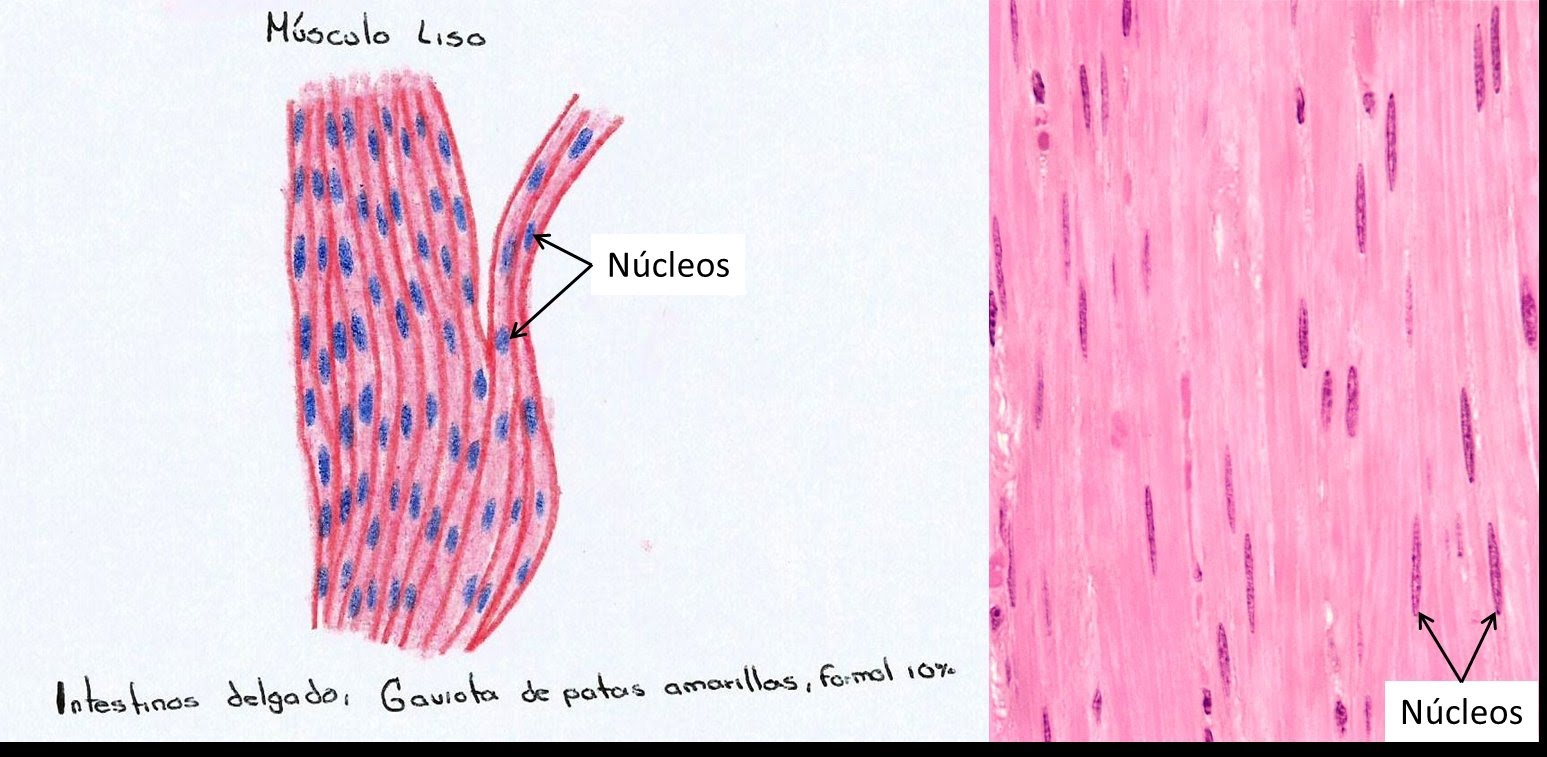 Músculo Liso
Núcleos
Intestinos delgado, Gaviota de patas amarillas, formol 10%
Núcleos